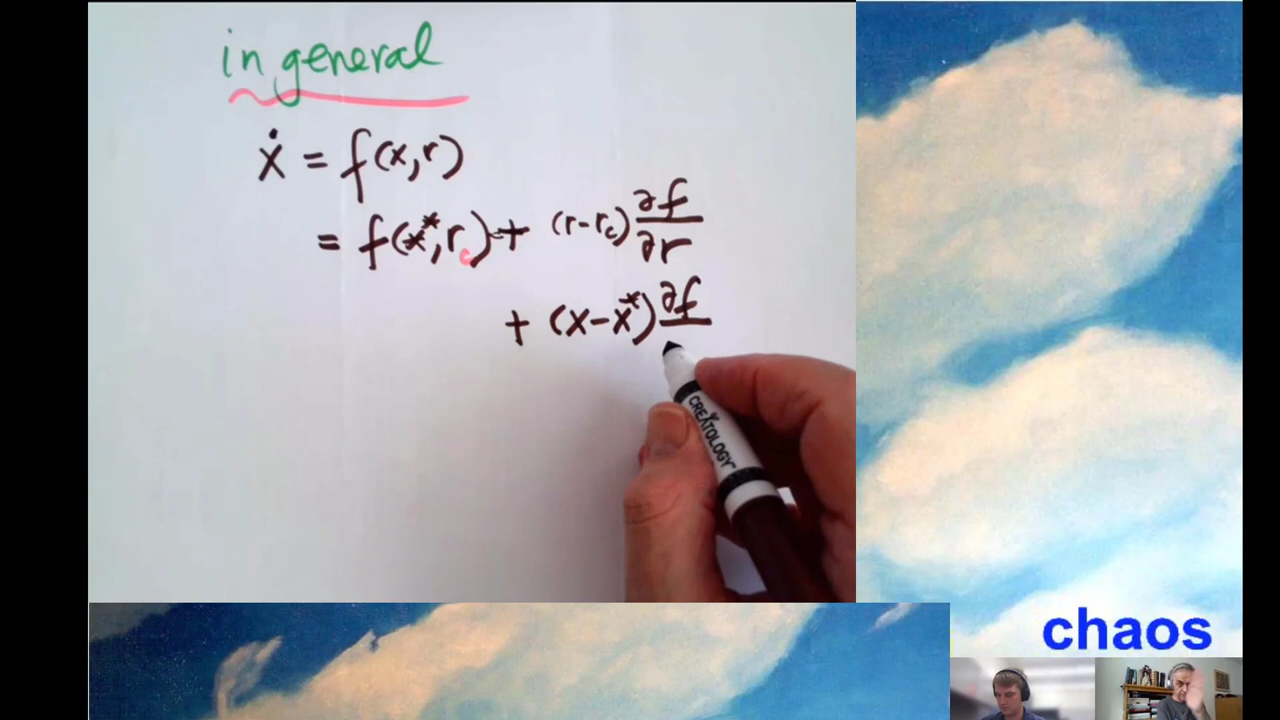 in general
ẋ = f(x,r)
= f(x*,r_c) + (r-r_c) ∂f/∂r
+ (x-x*) ∂f/
CREATOLOGY
chaos